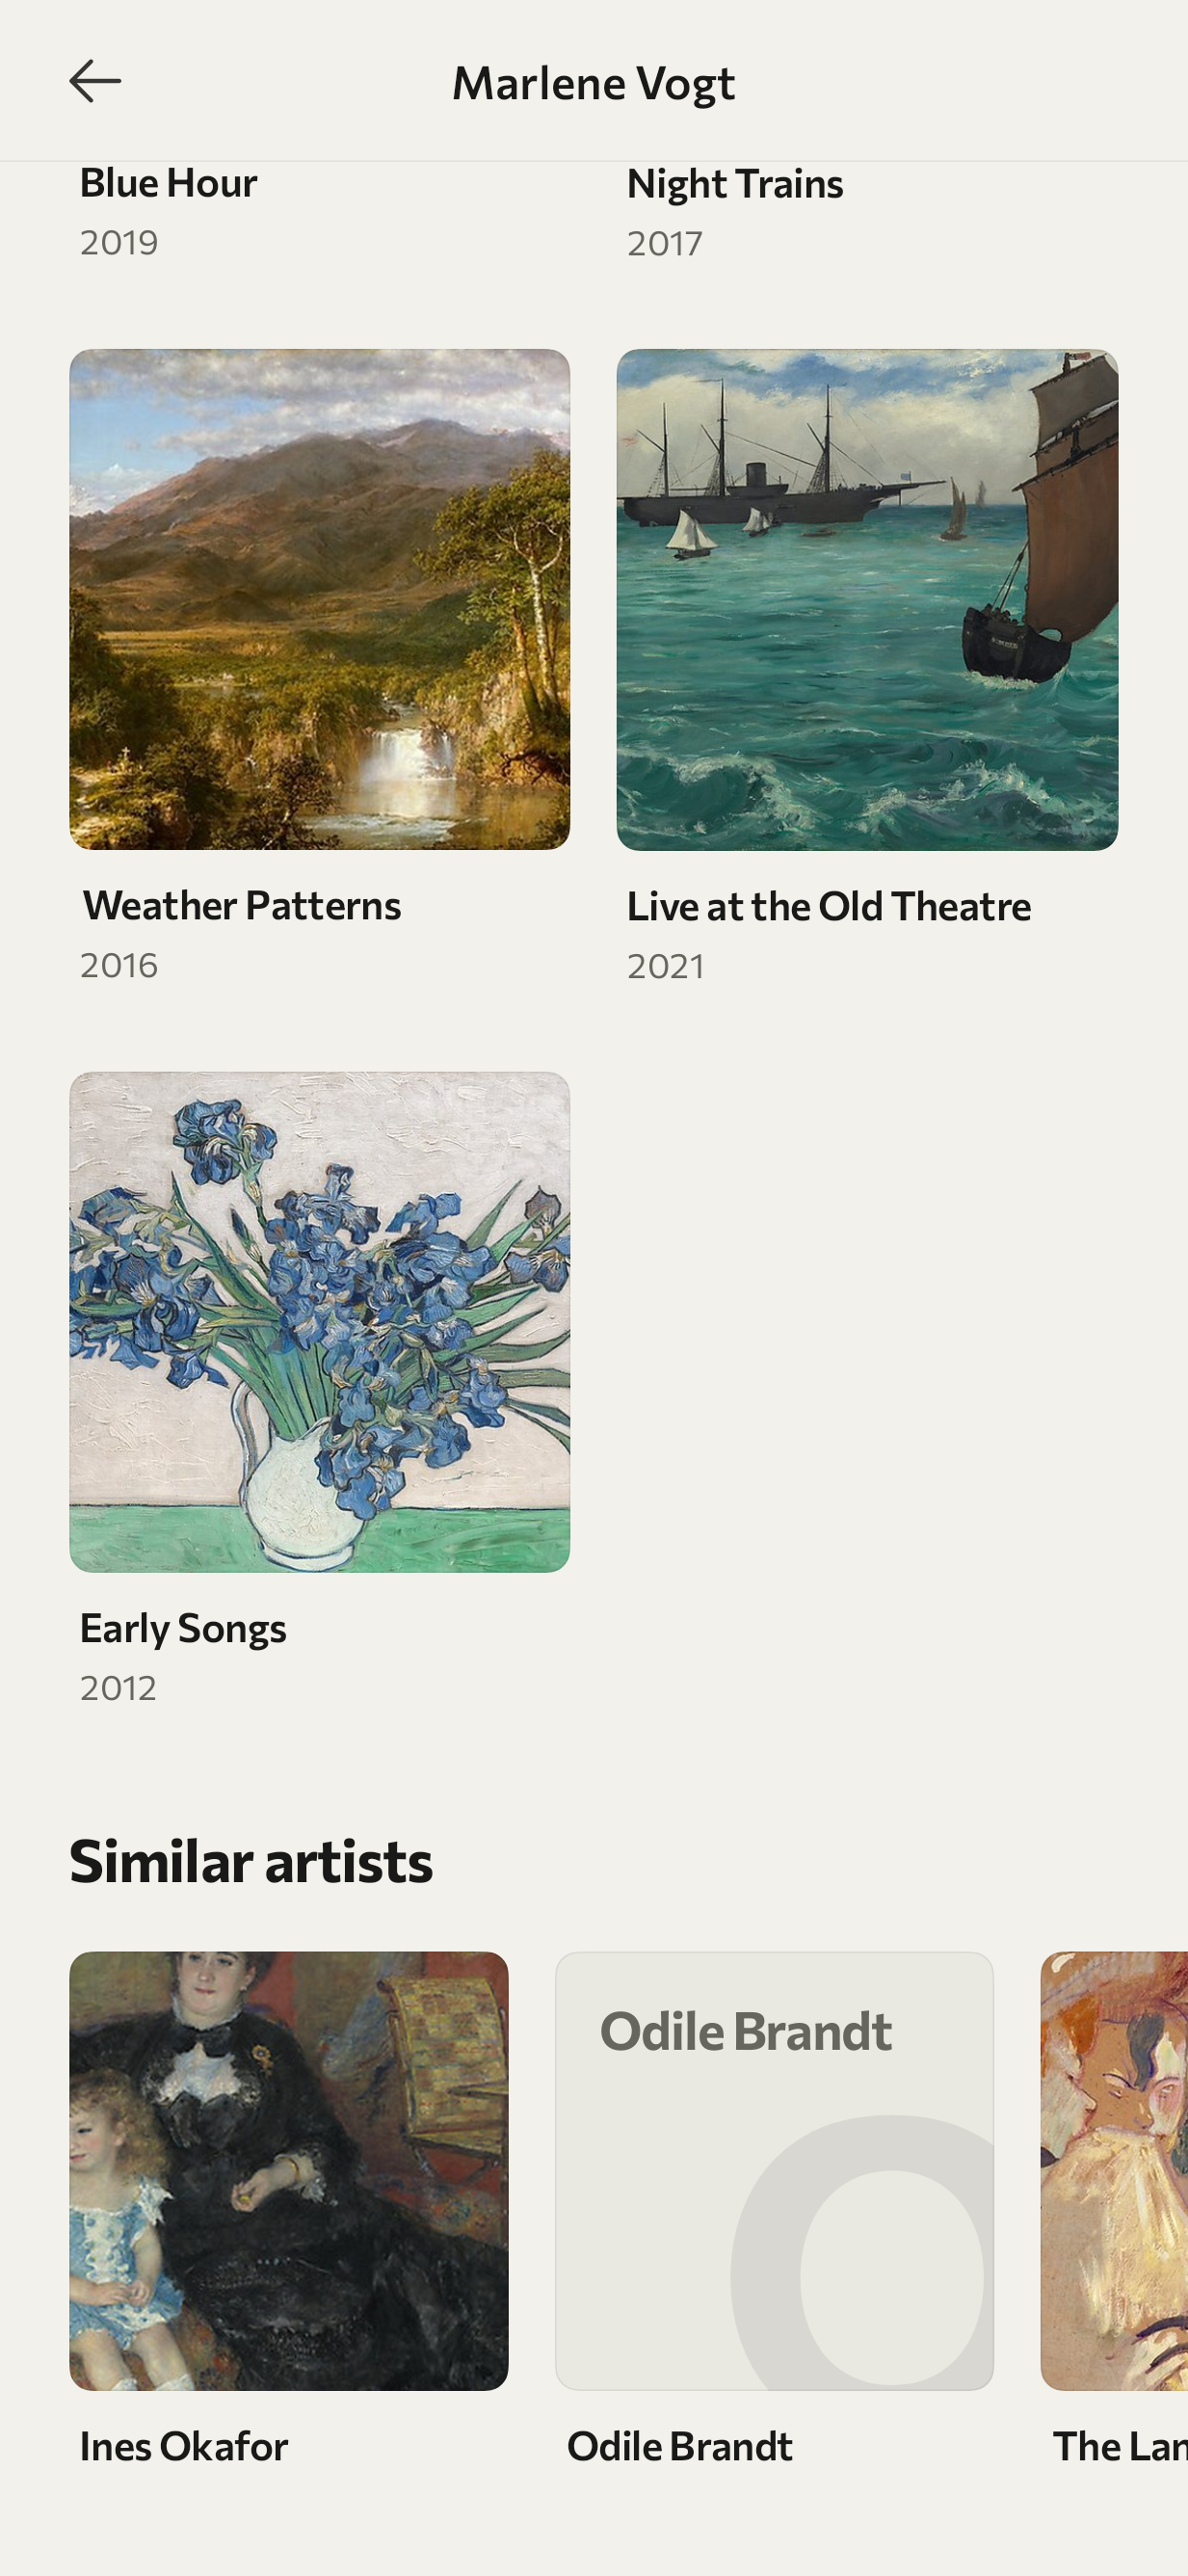 Marlene Vogt
Blue Hour
Night Trains
2019
2017
Weather Patterns
Live at the Old Theatre
2016
2021
Early Songs
2012
Similar artists
Odile Brandt
O
Ines Okafor
Odile Brandt
The